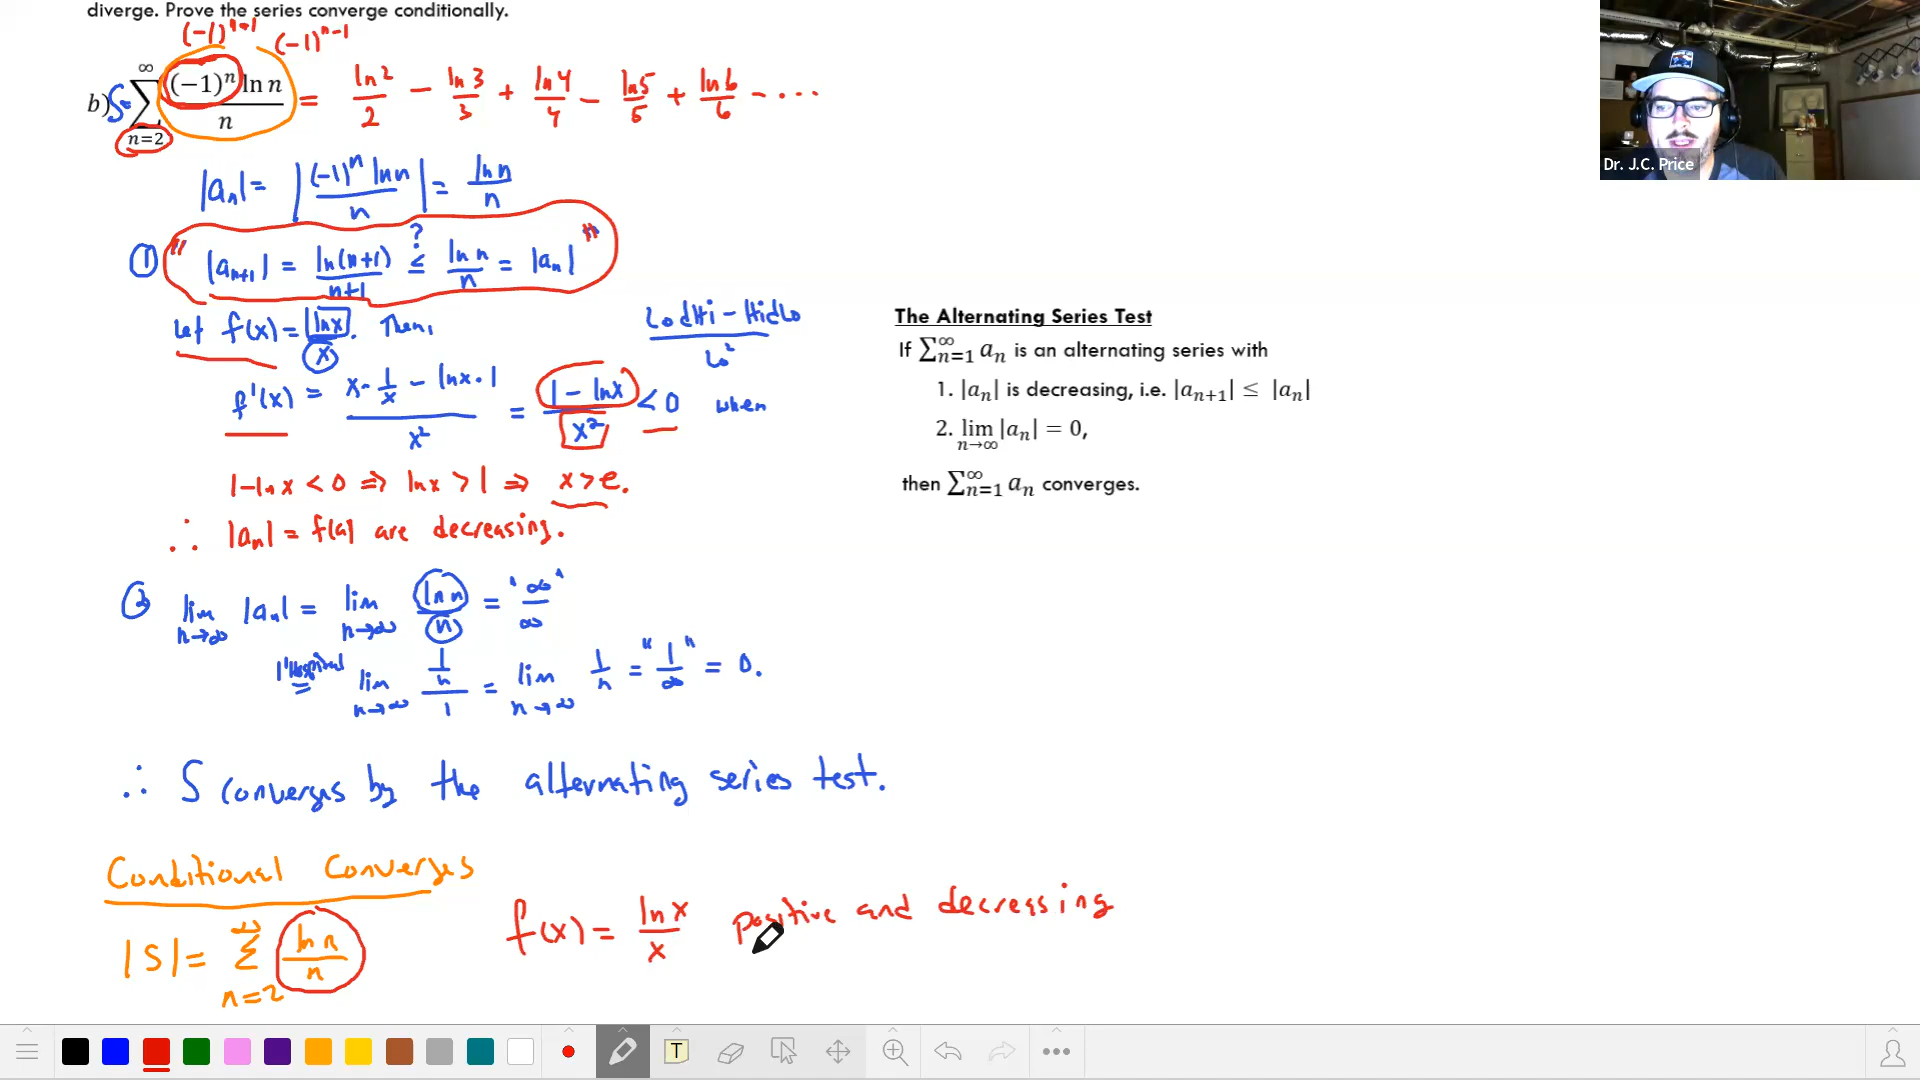 diverge. Prove the series converge conditionally.
(-1)^{n+1} (-1)^{n-1}
b) S= ∑_{n=2}^{∞} (-1)^n ln n / n = ln2/2 - ln3/3 + ln4/4 - ln5/5 + ln6/6 - ...
|a_n| = |(-1)^n ln n / n| = ln n / n
① " |a_{n+1}| = ln(n+1)/(n+1) ≤? ln n / n = |a_n| "
Let f(x) = ln x / x. Then, LodHi - HidLo / Lo²
f'(x) = (x · 1/x - ln x · 1) / x² = (1 - ln x) / x² < 0 when
1 - ln x < 0 ⇒ ln x > 1 ⇒ x > e.
∴ |a_n| = f(n) are decreasing.
② lim_{n→∞} |a_n| = lim_{n→∞} ln n / n = "∞/∞"
l'Hospital = lim_{n→∞} (1/n)/1 = lim_{n→∞} 1/n = "1/∞" = 0.
∴ S converges by the alternating series test.
Conditional Converges
|S| = ∑_{n=2}^{∞} ln n / n f(x) = ln x / x positive and decreasing
The Alternating Series Test
If ∑_{n=1}^{∞} a_n is an alternating series with
1. |a_n| is decreasing, i.e. |a_{n+1}| ≤ |a_n|
2. lim_{n→∞} |a_n| = 0,
then ∑_{n=1}^{∞} a_n converges.
Dr. J.C. Price
T